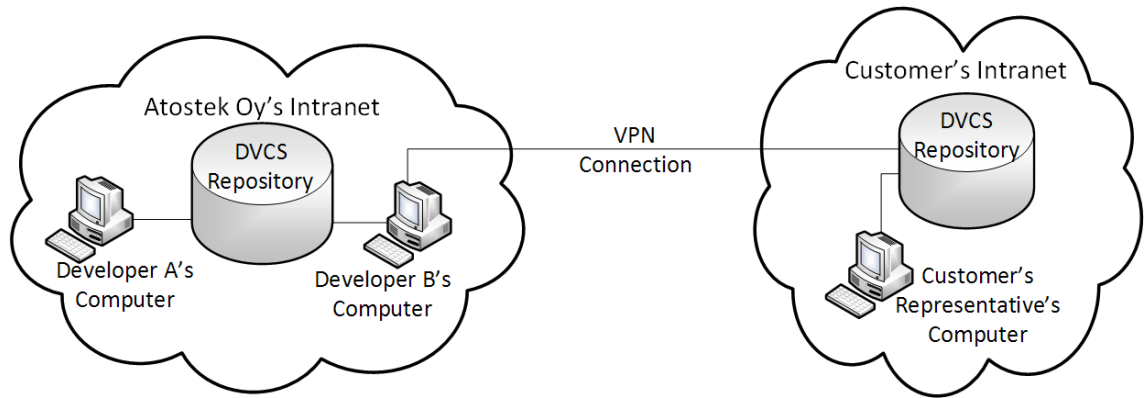 Atostek Oy's Intranet
DVCS
Repository
Developer A's
Computer
Developer B's
Computer
VPN
Connection
Customer's Intranet
DVCS
Repository
Customer's
Representative's
Computer